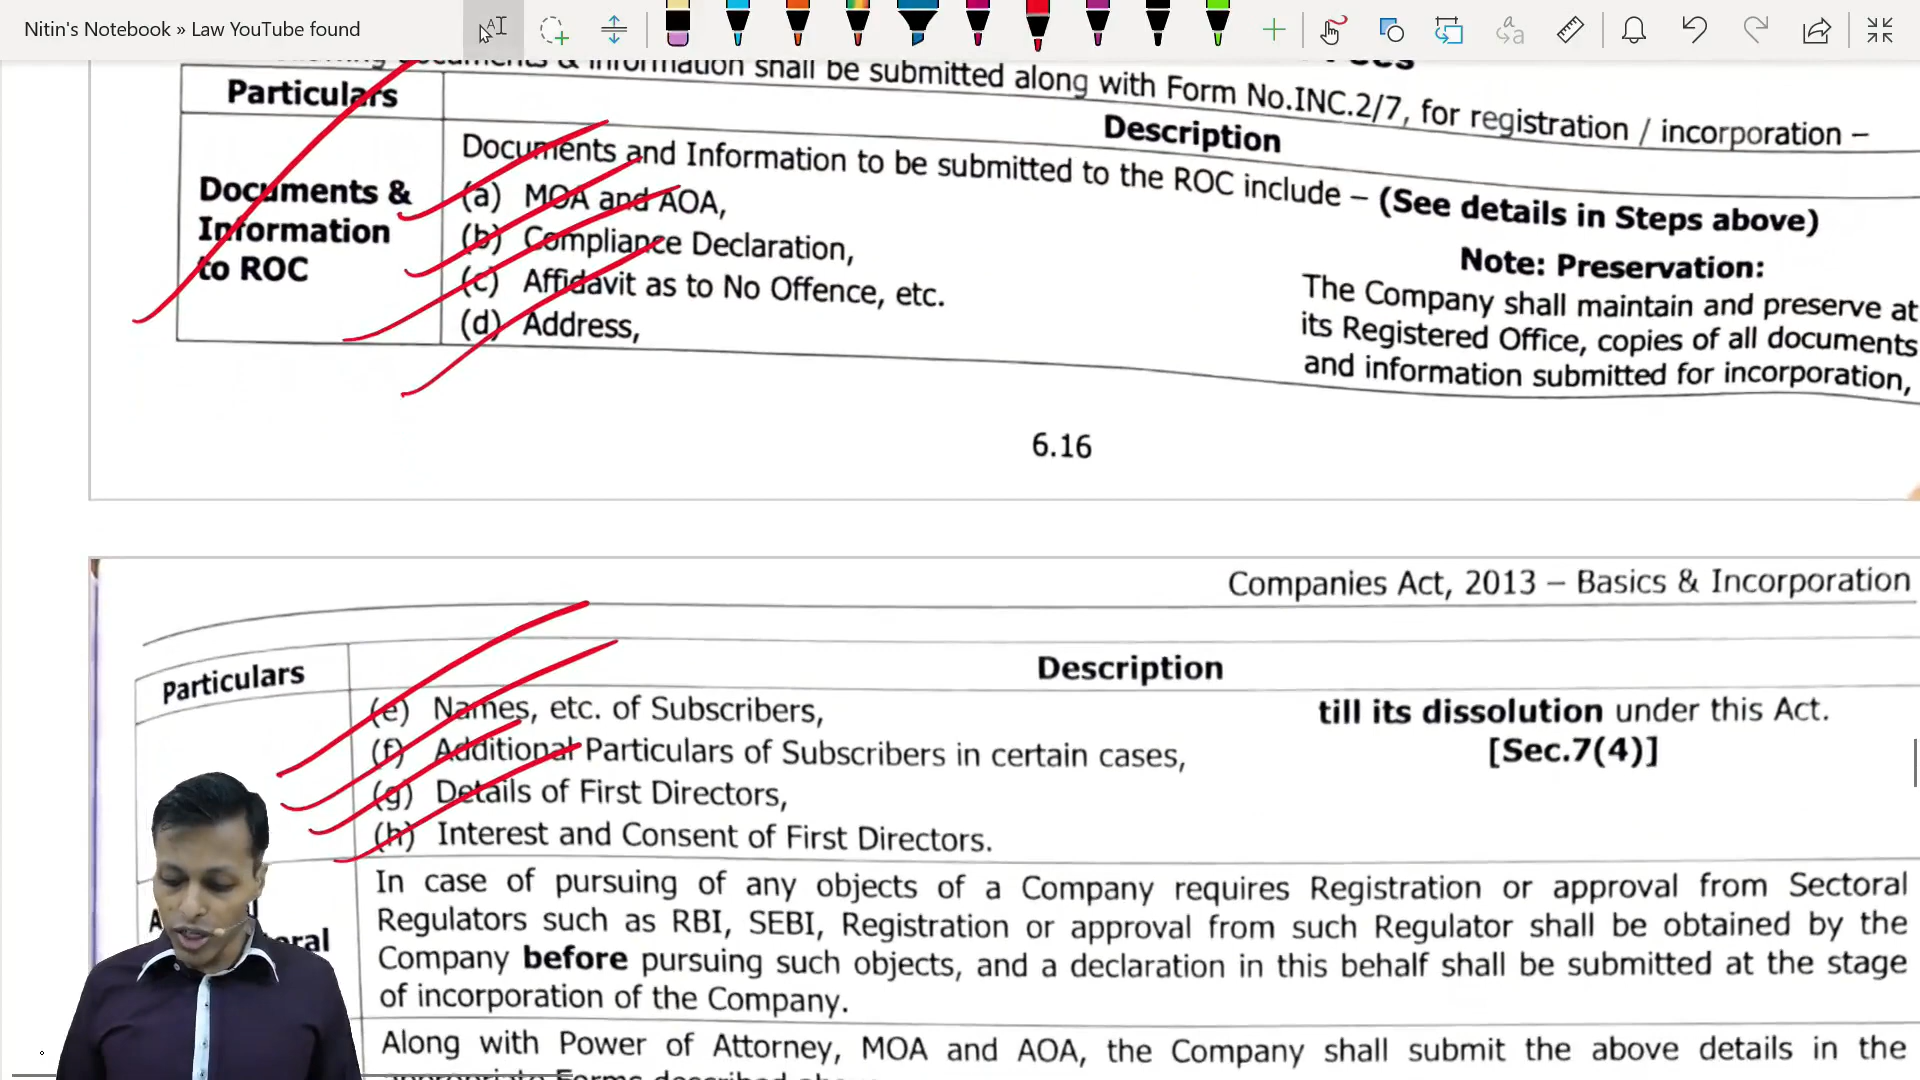 Nitin's Notebook » Law YouTube found
Documents & Information shall be submitted along with Form No.INC.2/7, for registration / incorporation –
Particulars
Description
Documents &
Information
to ROC
Documents and Information to be submitted to the ROC include – (See details in Steps above)
(a) MOA and AOA,
(b) Compliance Declaration,
(c) Affidavit as to No Offence, etc.
(d) Address,
Note: Preservation:
The Company shall maintain and preserve at
its Registered Office, copies of all documents
and information submitted for incorporation,
6.16
Companies Act, 2013 – Basics & Incorporation
Particulars
Description
(e) Names, etc. of Subscribers,
(f) Additional Particulars of Subscribers in certain cases,
(g) Details of First Directors,
(h) Interest and Consent of First Directors.
till its dissolution under this Act.
[Sec.7(4)]
In case of pursuing of any objects of a Company requires Registration or approval from Sectoral
Regulators such as RBI, SEBI, Registration or approval from such Regulator shall be obtained by the
Company before pursuing such objects, and a declaration in this behalf shall be submitted at the stage
of incorporation of the Company.
Along with Power of Attorney, MOA and AOA, the Company shall submit the above details in the